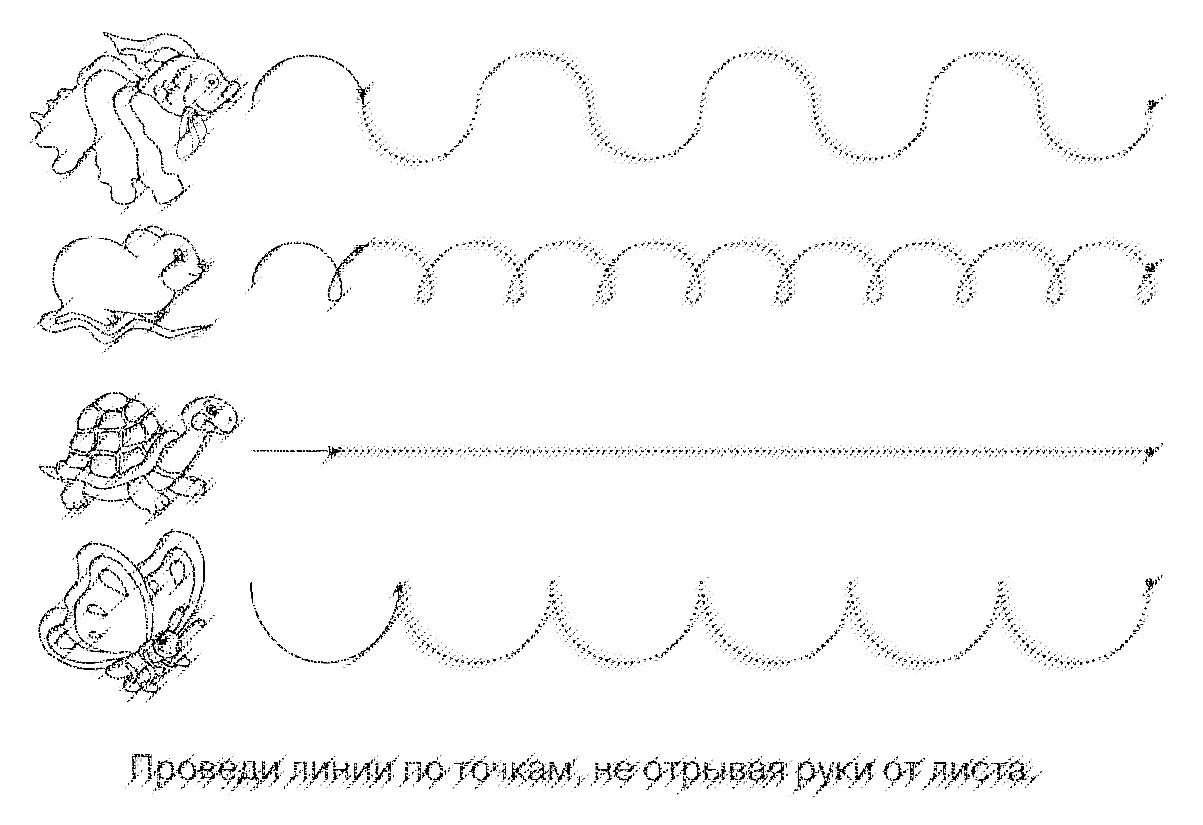 Проведи линии по точкам, не отрывая руки от листа.